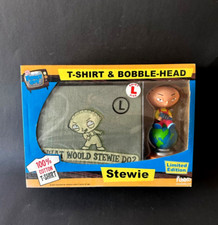 T-SHIRT & BOBBLE-HEAD
L
L
WHAT WOULD STEWIE DO?
100%
COTTON
T-SHIRT!
Stewie
Limited
Edition